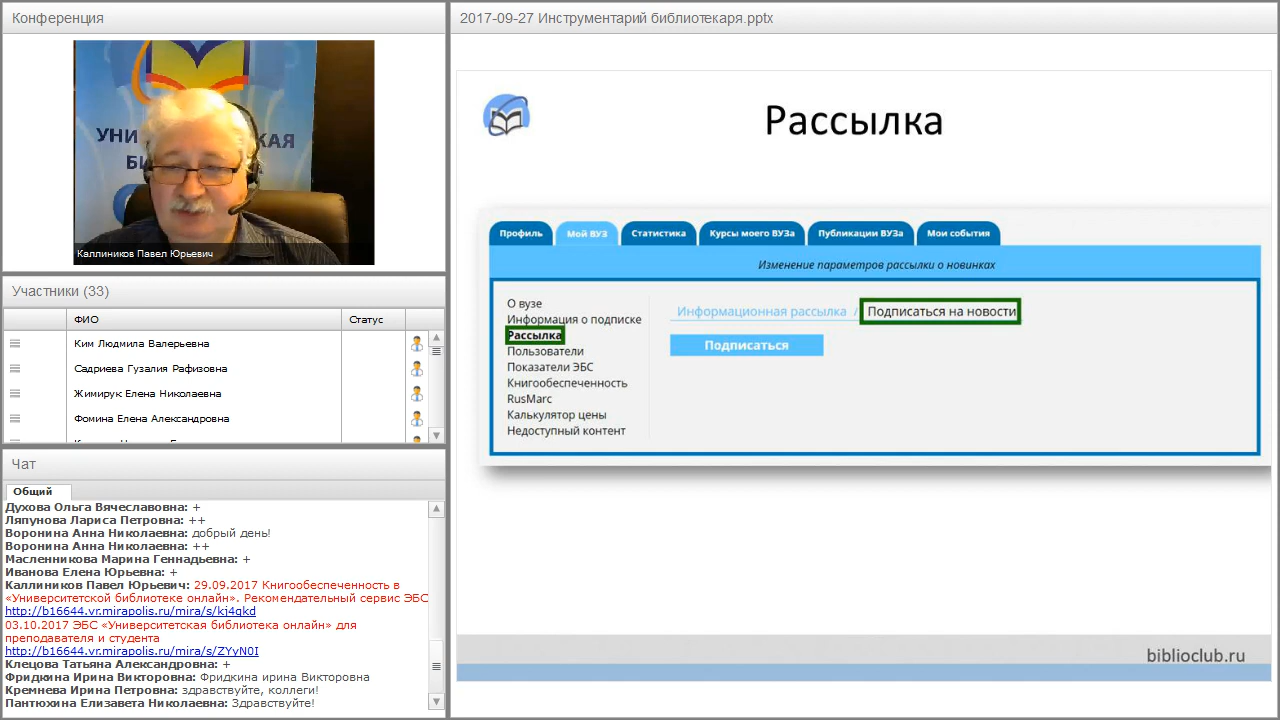 Конференция
УНИ
КАЯ
Каллиников Павел Юрьевич
Участники (33)
ФИО
Статус
Ким Людмила Валерьевна
Садриева Гузалия Рафизовна
Жимирук Елена Николаевна
Фомина Елена Александровна
Чат
Общий
Духова Ольга Вячеславовна: +
Ляпунова Лариса Петровна: ++
Воронина Анна Николаевна: добрый день!
Воронина Анна Николаевна: ++
Масленникова Марина Геннадьевна: +
Иванова Елена Юрьевна: +
Каллиников Павел Юрьевич: 29.09.2017 Книгообеспеченность в
«Университетской библиотеке онлайн». Рекомендательный сервис ЭБС
http://b16644.vr.mirapolis.ru/mira/s/kj4gkd
03.10.2017 ЭБС «Университетская библиотека онлайн» для
преподавателя и студента
http://b16644.vr.mirapolis.ru/mira/s/ZYyN0I
Клецова Татьяна Александровна: +
Фридкина Ирина Викторовна: Фридкина ирина Викторовна
Кремнева Ирина Петровна: здравствуйте, коллеги!
Пантюхина Елизавета Николаевна: Здравствуйте!
2017-09-27 Инструментарий библиотекаря.pptx
Рассылка
Профиль
Мой ВУЗ
Статистика
Курсы моего ВУЗа
Публикации ВУЗа
Мои события
Изменение параметров рассылки о новинках
О вузе
Информация о подписке
Рассылка
Пользователи
Показатели ЭБС
Книгообеспеченность
RusMarc
Калькулятор цены
Недоступный контент
Информационная рассылка / Подписаться на новости
Подписаться
biblioclub.ru